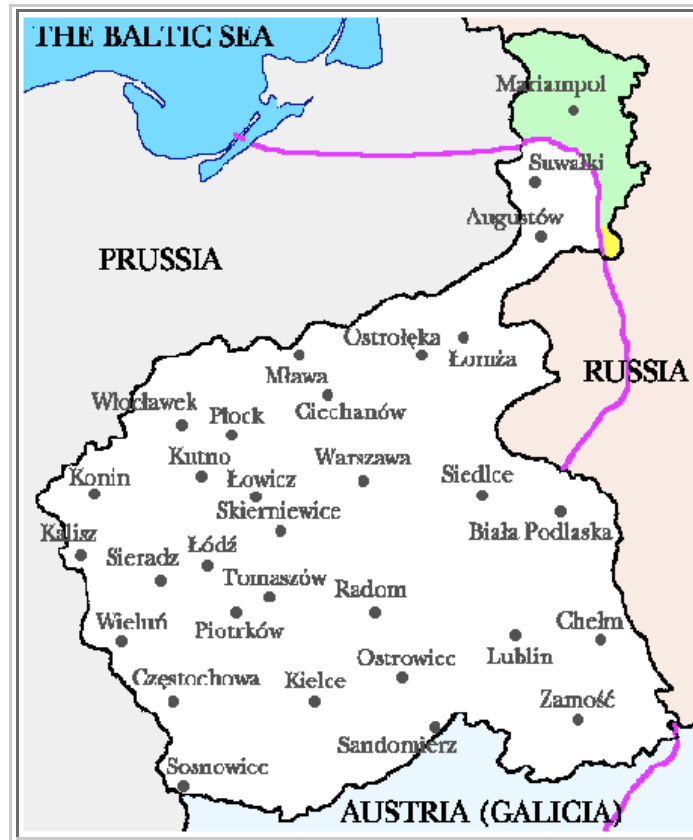 THE BALTIC SEA
Mariampol
Suwałki
Augustów
PRUSSIA
Ostrołęka
Łomża
Mława
RUSSIA
Włocławek
Ciechanów
Płock
Kutno
Warszawa
Konin
Łowicz
Siedlce
Skierniewice
Biała Podlaska
Kalisz
Łódź
Sieradz
Tomaszów
Radom
Wieluń
Piotrków
Chełm
Lublin
Ostrowiec
Częstochowa
Kielce
Zamość
Sandomierz
Sosnowiec
AUSTRIA (GALICIA)